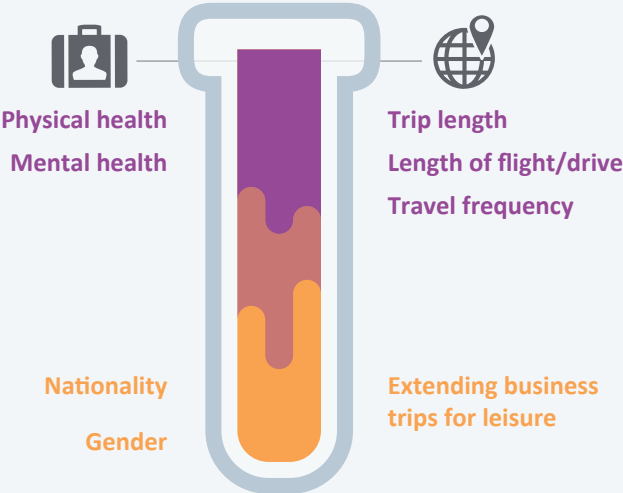 Physical health
Mental health
Trip length
Length of flight/drive
Travel frequency
Nationality
Gender
Extending business
trips for leisure